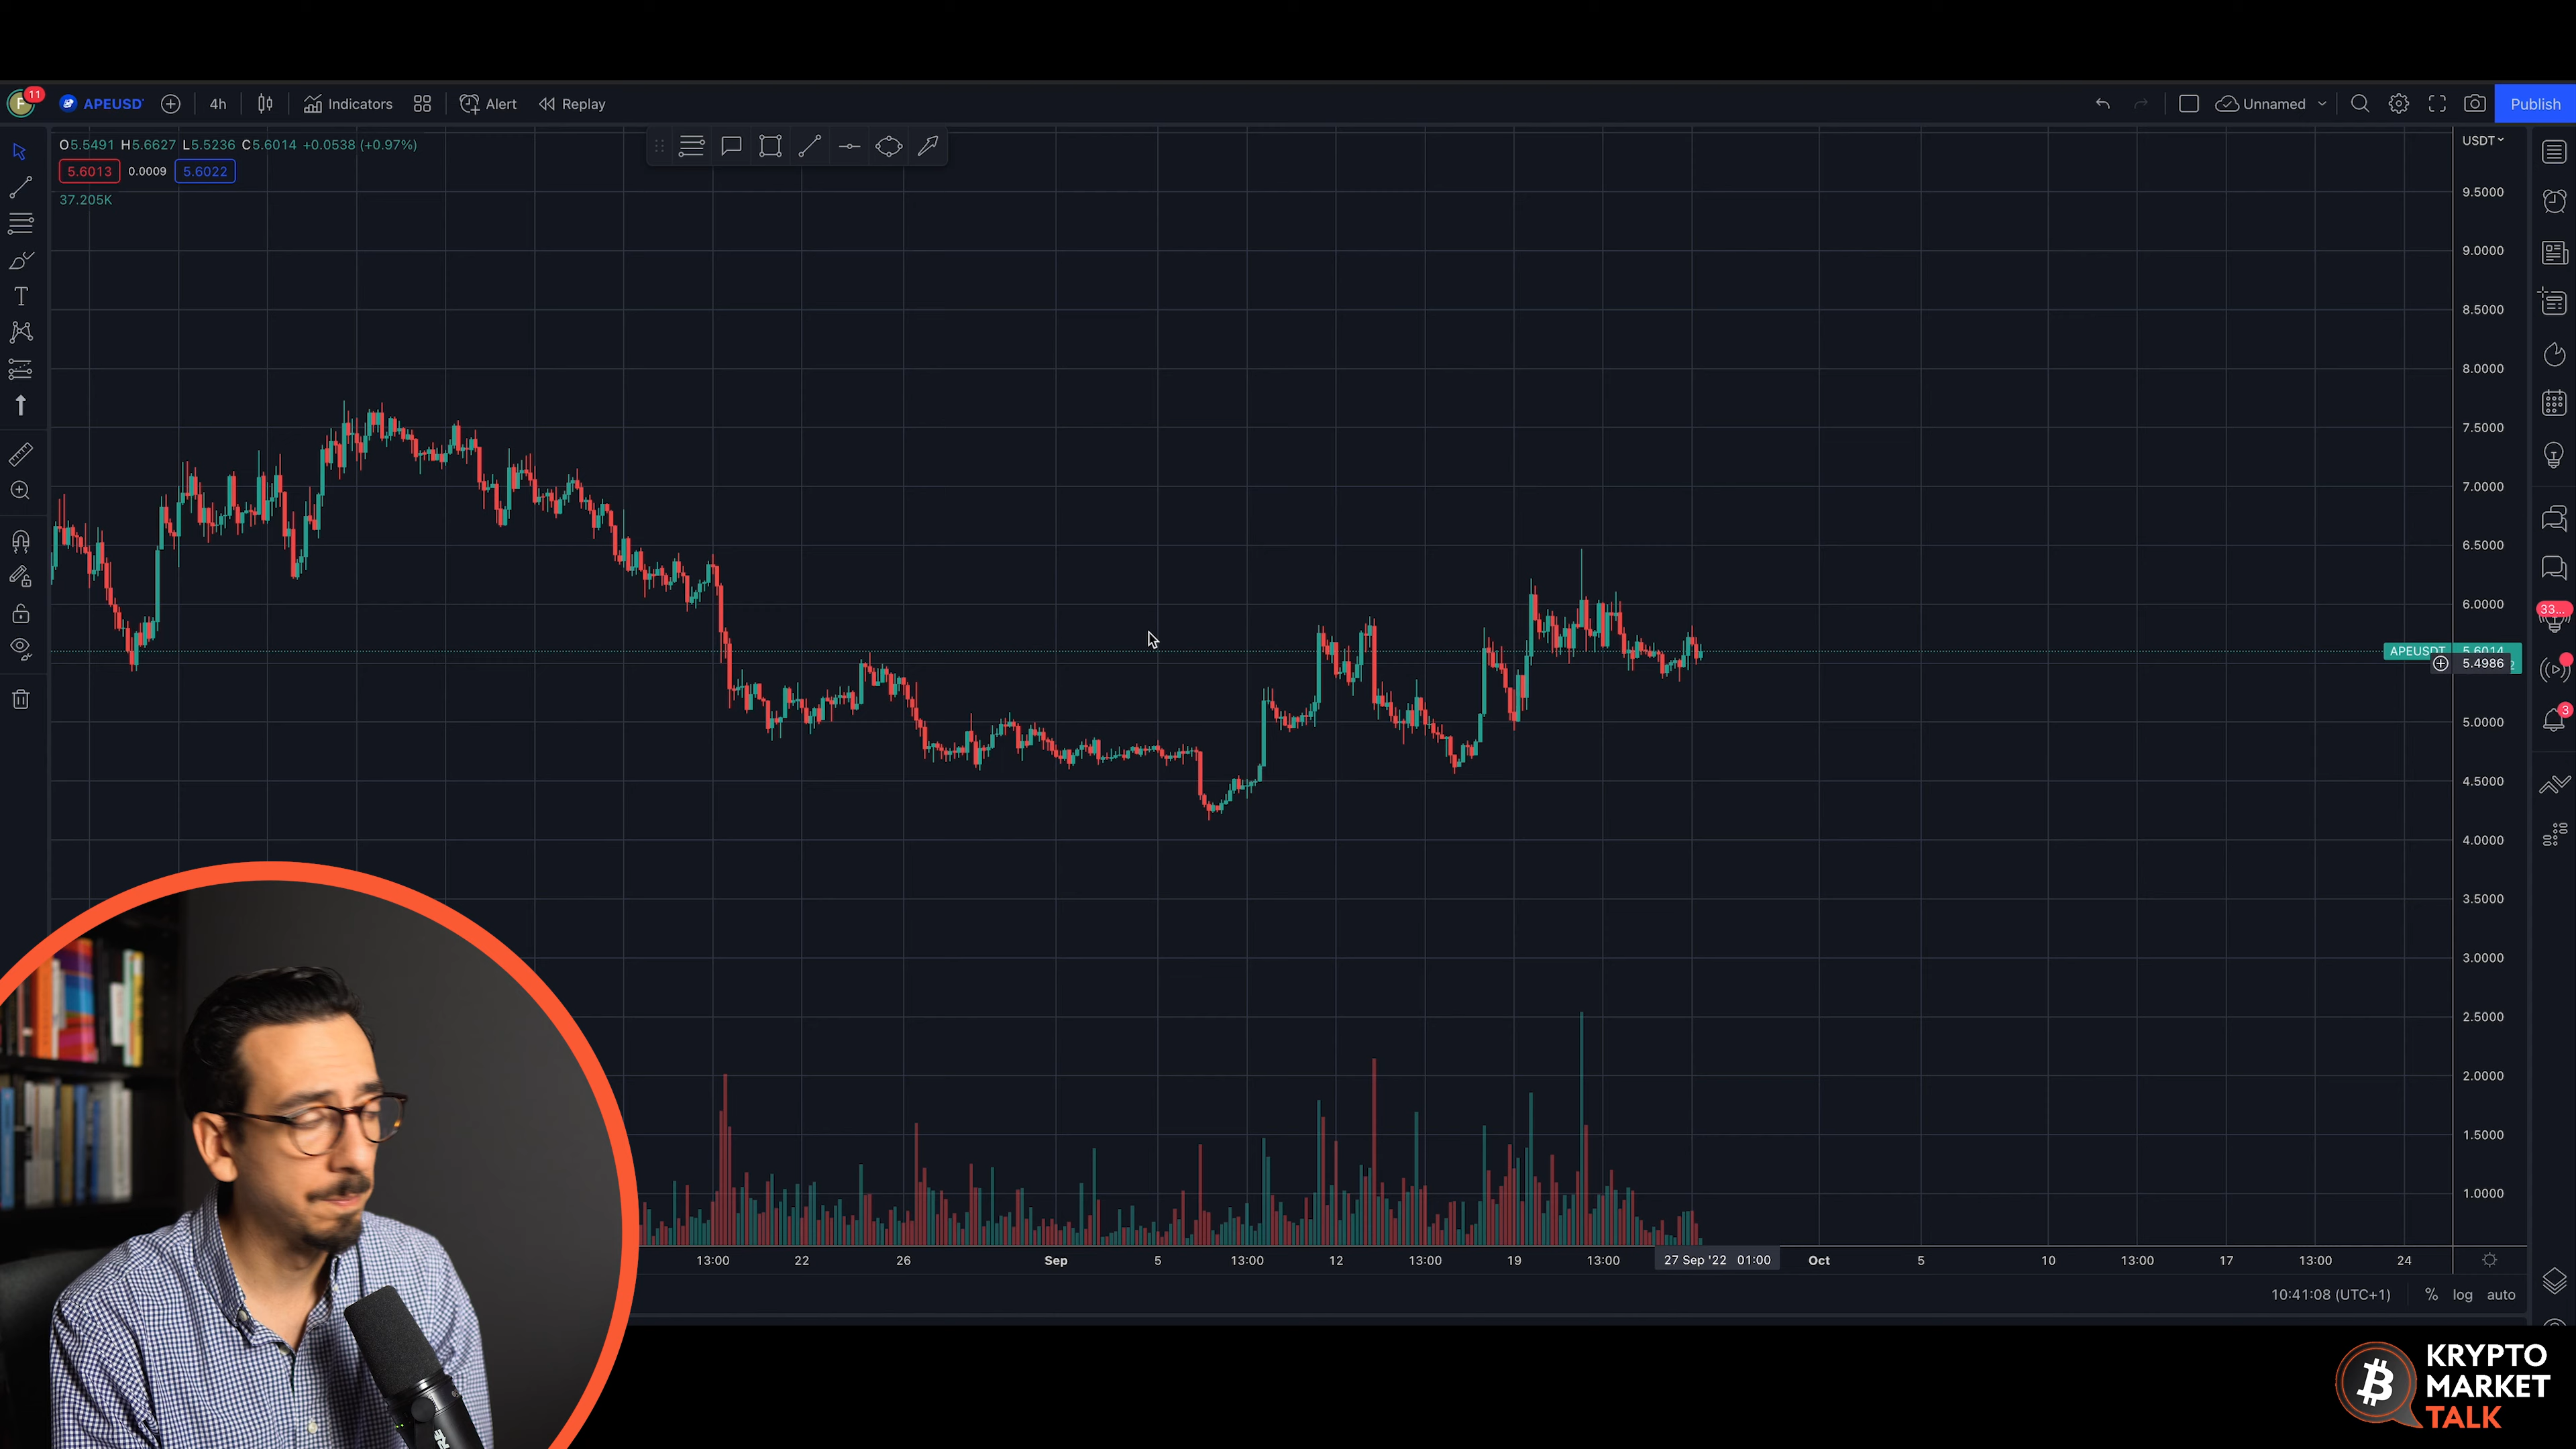 11
APEUSD
4h
Indicators
Alert
Replay
Unnamed
Publish
O5.5491 H5.6627 L5.5236 C5.6014 +0.0538 (+0.97%)
5.6013 0.0009 5.6022
37.205K
USDT
9.5000
9.0000
8.5000
8.0000
7.5000
7.0000
6.5000
6.0000
APEUSDT 5.6014
5.4986
5.0000
4.5000
4.0000
3.5000
3.0000
2.5000
2.0000
1.5000
1.0000
33...
3
13:00 22 26 Sep 5 13:00 12 13:00 19 13:00 27 Sep '22 01:00 Oct 5 10 13:00 17 13:00 24
10:41:08 (UTC+1) % log auto
KRYPTO
MARKET
TALK